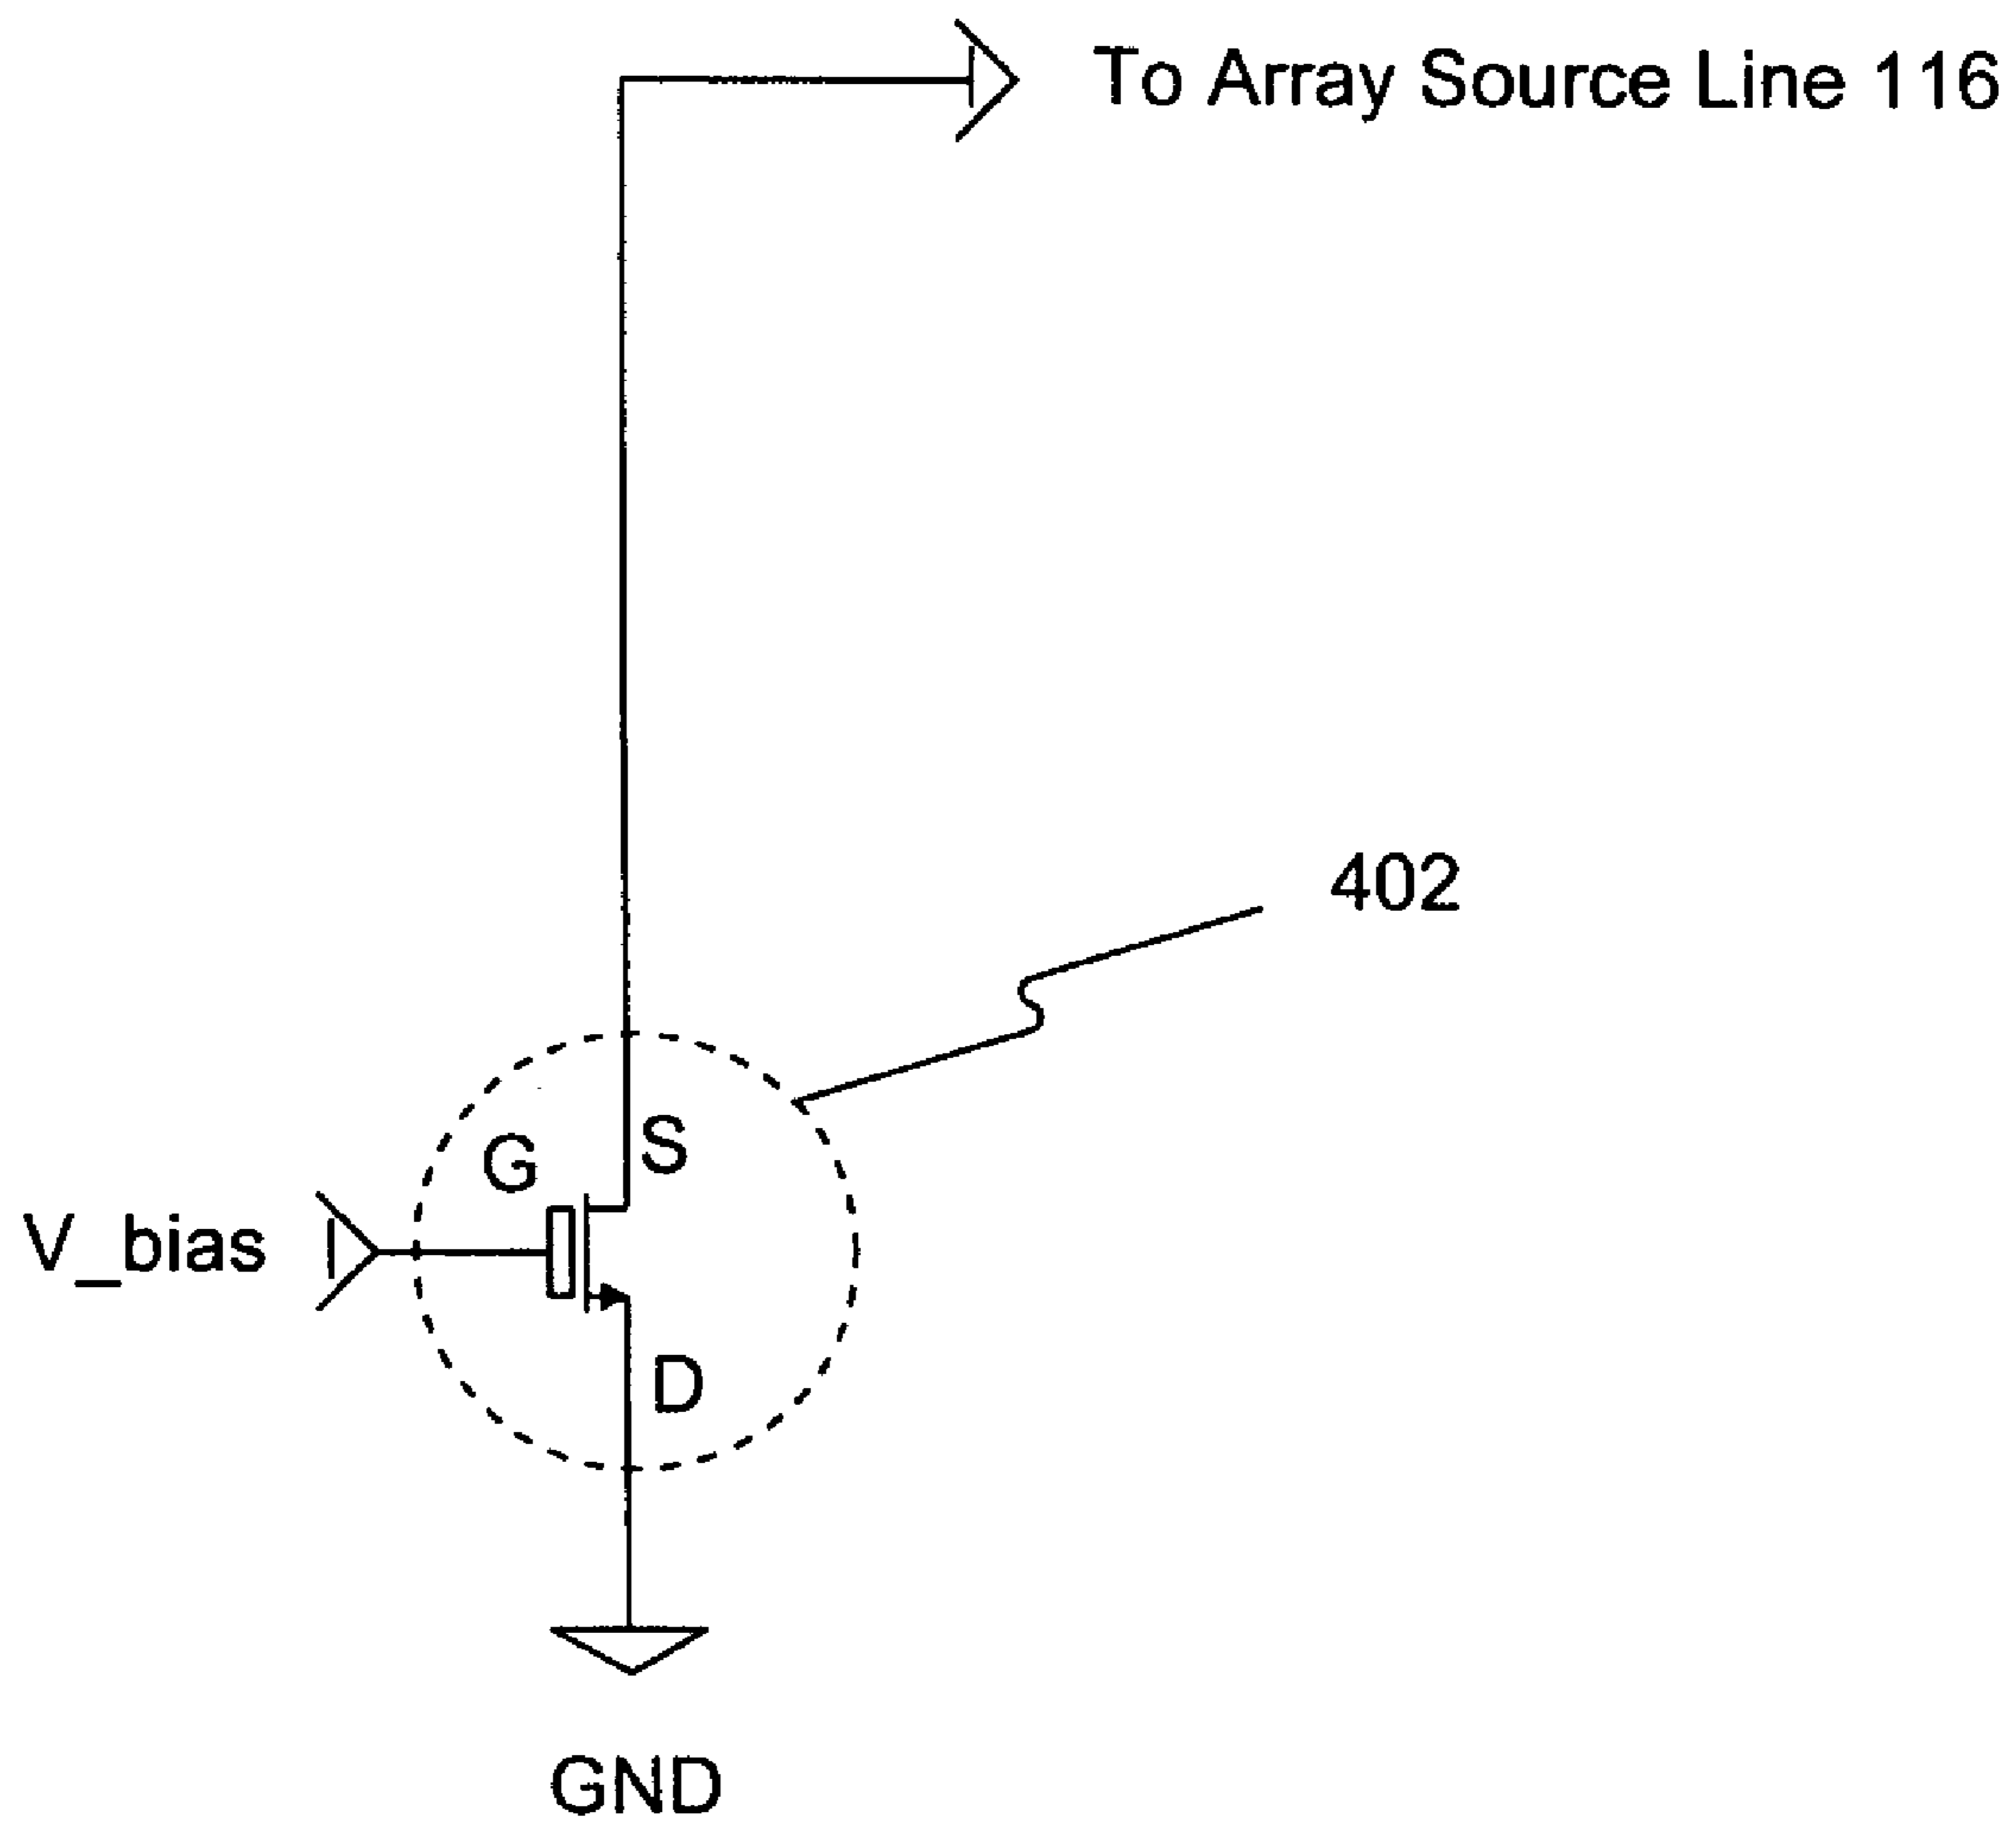 To Array Source Line 116
402
S
G
V_bias
D
GND